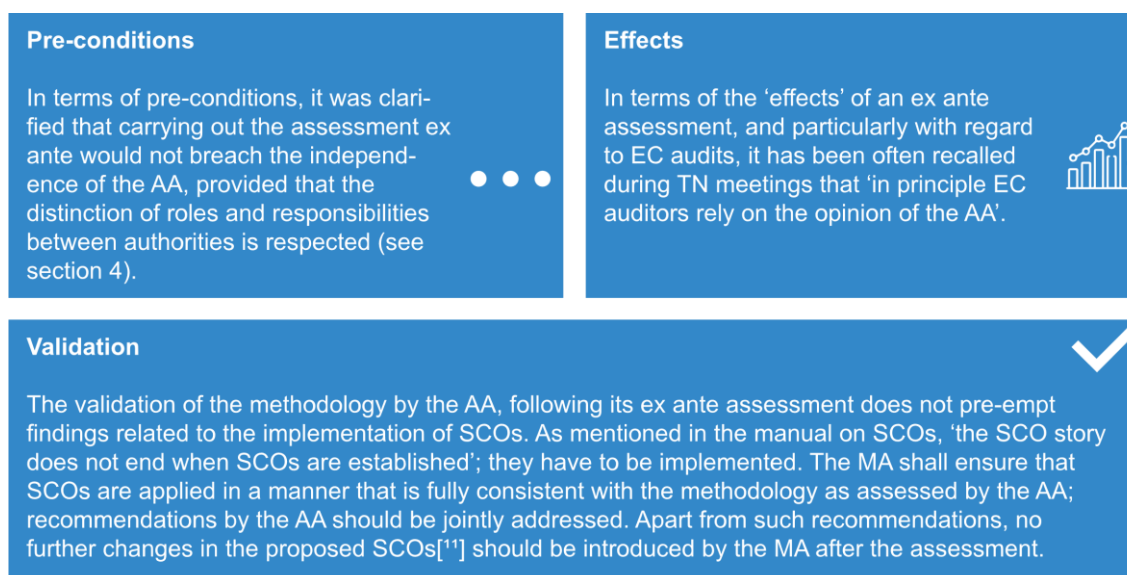 Pre-conditions
In terms of pre-conditions, it was clari-
fied that carrying out the assessment ex
ante would not breach the independ-
ence of the AA, provided that the
distinction of roles and responsibilities
between authorities is respected (see
section 4).
Effects
In terms of the ‘effects’ of an ex ante
assessment, and particularly with regard
to EC audits, it has been often recalled
during TN meetings that ‘in principle EC
auditors rely on the opinion of the AA’.
Validation
The validation of the methodology by the AA, following its ex ante assessment does not pre-empt
findings related to the implementation of SCOs. As mentioned in the manual on SCOs, ‘the SCO story
does not end when SCOs are established’; they have to be implemented. The MA shall ensure that
SCOs are applied in a manner that is fully consistent with the methodology as assessed by the AA;
recommendations by the AA should be jointly addressed. Apart from such recommendations, no
further changes in the proposed SCOs[¹¹] should be introduced by the MA after the assessment.